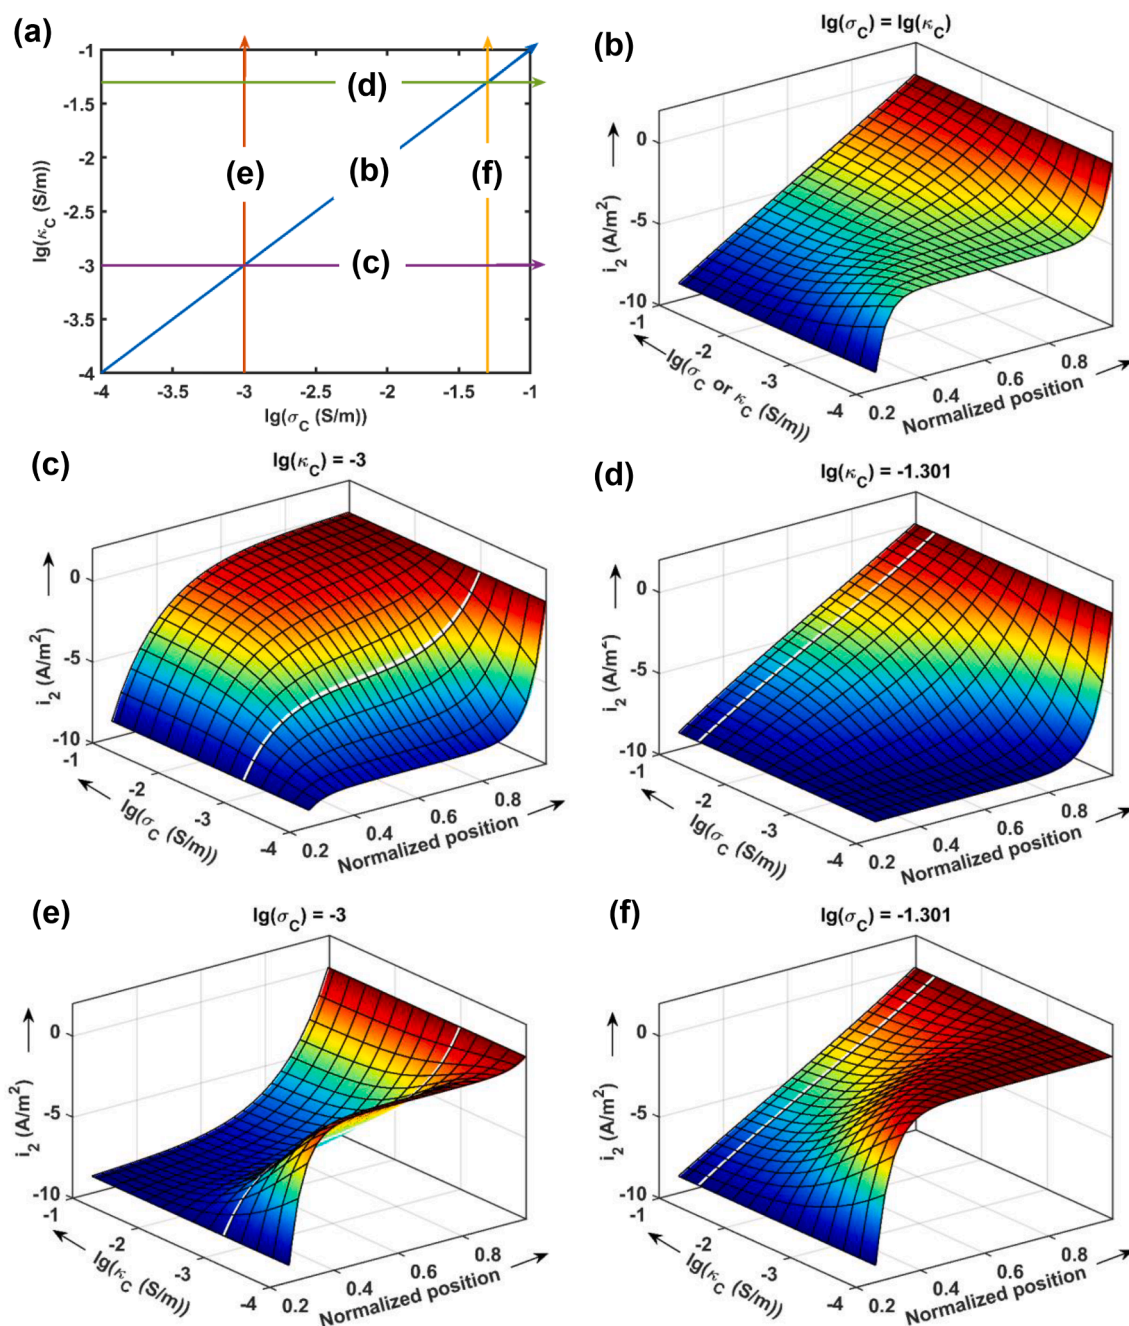 (a)
-1
-1.5
-2
-2.5
-3
-3.5
-4
lg(κC (S/m))
(d)
(e)
(b)
(f)
(c)
-4
-3.5
-3
-2.5
-2
-1.5
-1
lg(σC (S/m))
(b)
lg(σC) = lg(κC)
0
-5
-10
i2 (A/m2)
-1
-2
-3
-4
lg(σC or κC (S/m))
0.2
0.4
0.6
0.8
Normalized position
(c)
lg(κC) = -3
0
-5
-10
i2 (A/m2)
-1
-2
-3
-4
lg(σC (S/m))
0.2
0.4
0.6
0.8
Normalized position
(d)
lg(κC) = -1.301
0
-5
-10
i2 (A/m2)
-1
-2
-3
-4
lg(σC (S/m))
0.2
0.4
0.6
0.8
Normalized position
(e)
lg(σC) = -3
0
-5
-10
i2 (A/m2)
-1
-2
-3
-4
lg(κC (S/m))
0.2
0.4
0.6
0.8
Normalized position
(f)
lg(σC) = -1.301
0
-5
-10
i2 (A/m2)
-1
-2
-3
-4
lg(κC (S/m))
0.2
0.4
0.6
0.8
Normalized position